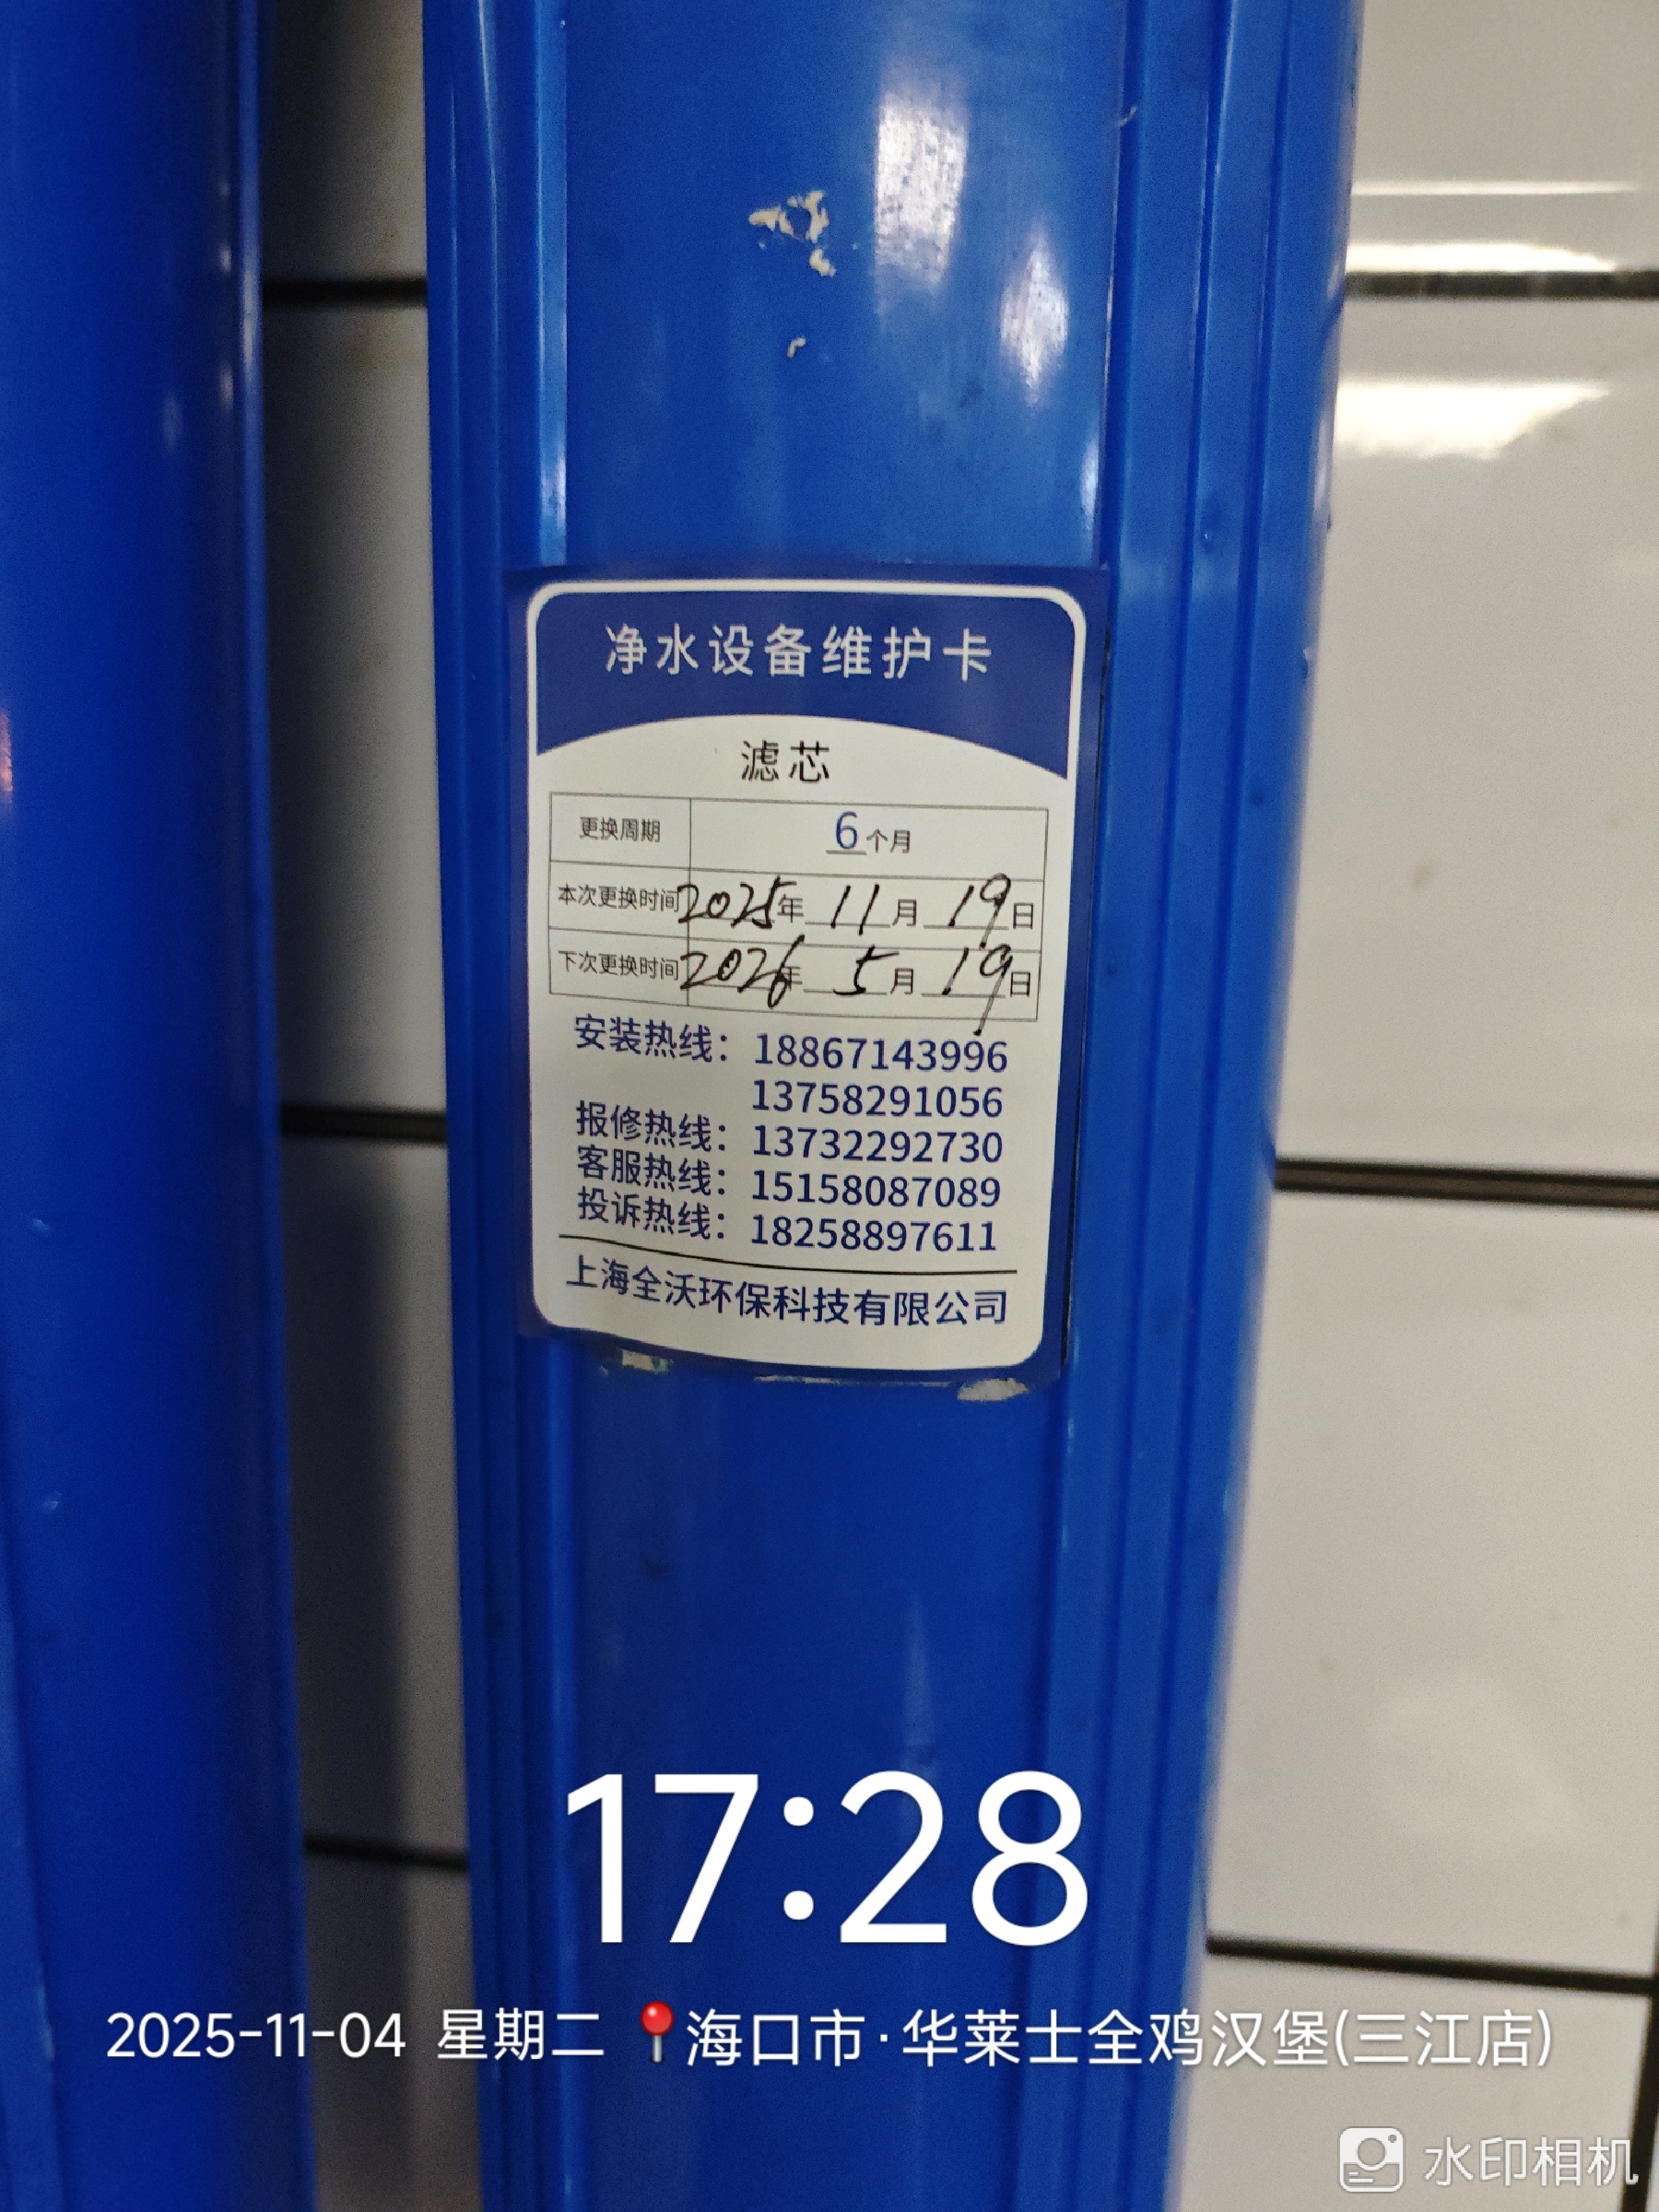 净水设备维护卡
滤芯
更换周期 6个月
本次更换时间 2025年 11月 19日
下次更换时间 2026年 5月 19日
安装热线：18867143996
13758291056
报修热线：13732292730
客服热线：15158087089
投诉热线：18258897611
上海全沃环保科技有限公司
17:28
2025-11-04 星期二 海口市·华莱士全鸡汉堡(三江店)
水印相机